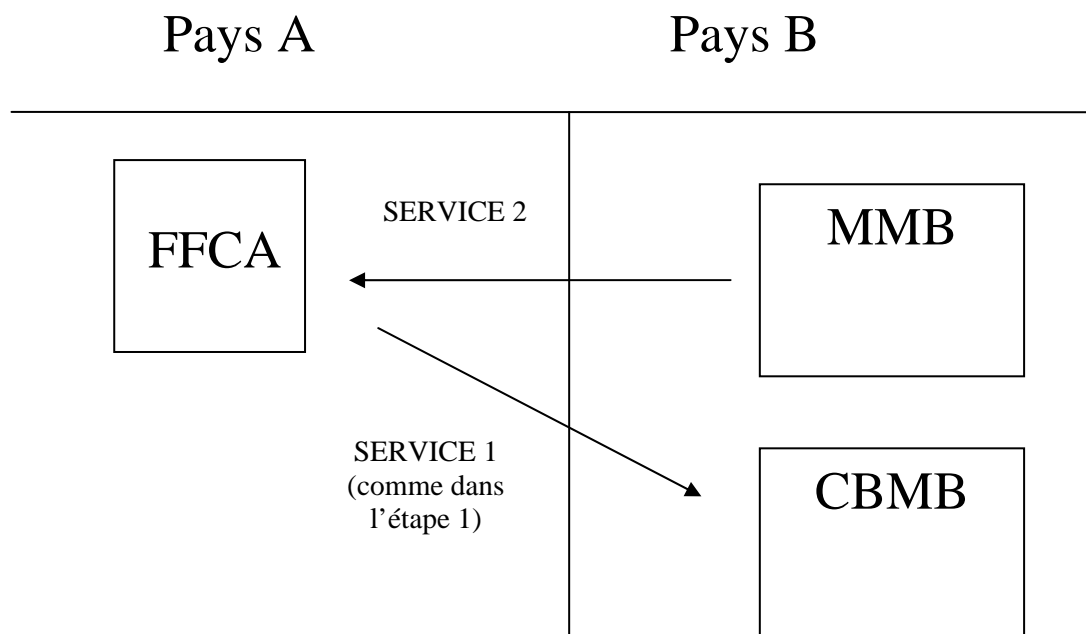 Pays A
Pays B
SERVICE 2
MMB
FFCA
SERVICE 1
(comme dans
l’étape 1)
CBMB